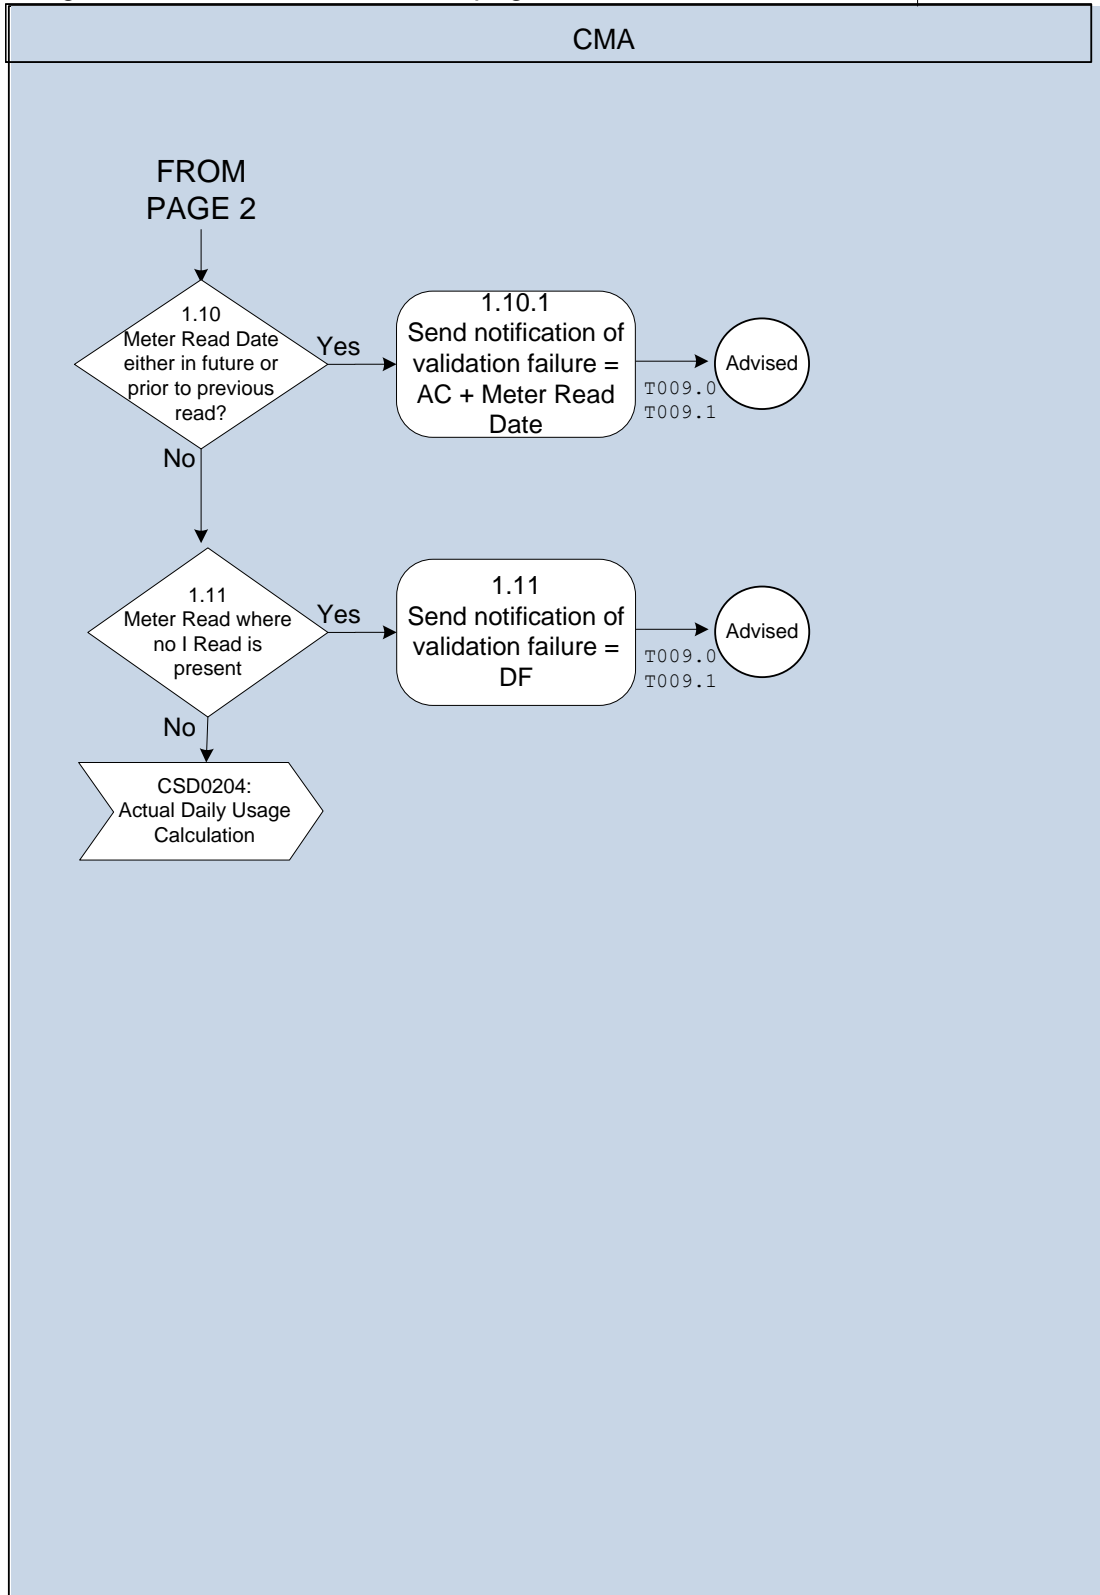 CMA
FROM
PAGE 2
1.10
Meter Read Date
either in future or
prior to previous
read?
Yes
1.10.1
Send notification of
validation failure =
AC + Meter Read
Date
T009.0
T009.1
Advised
No
1.11
Meter Read where
no I Read is
present
Yes
1.11
Send notification of
validation failure =
DF
T009.0
T009.1
Advised
No
CSD0204:
Actual Daily Usage
Calculation